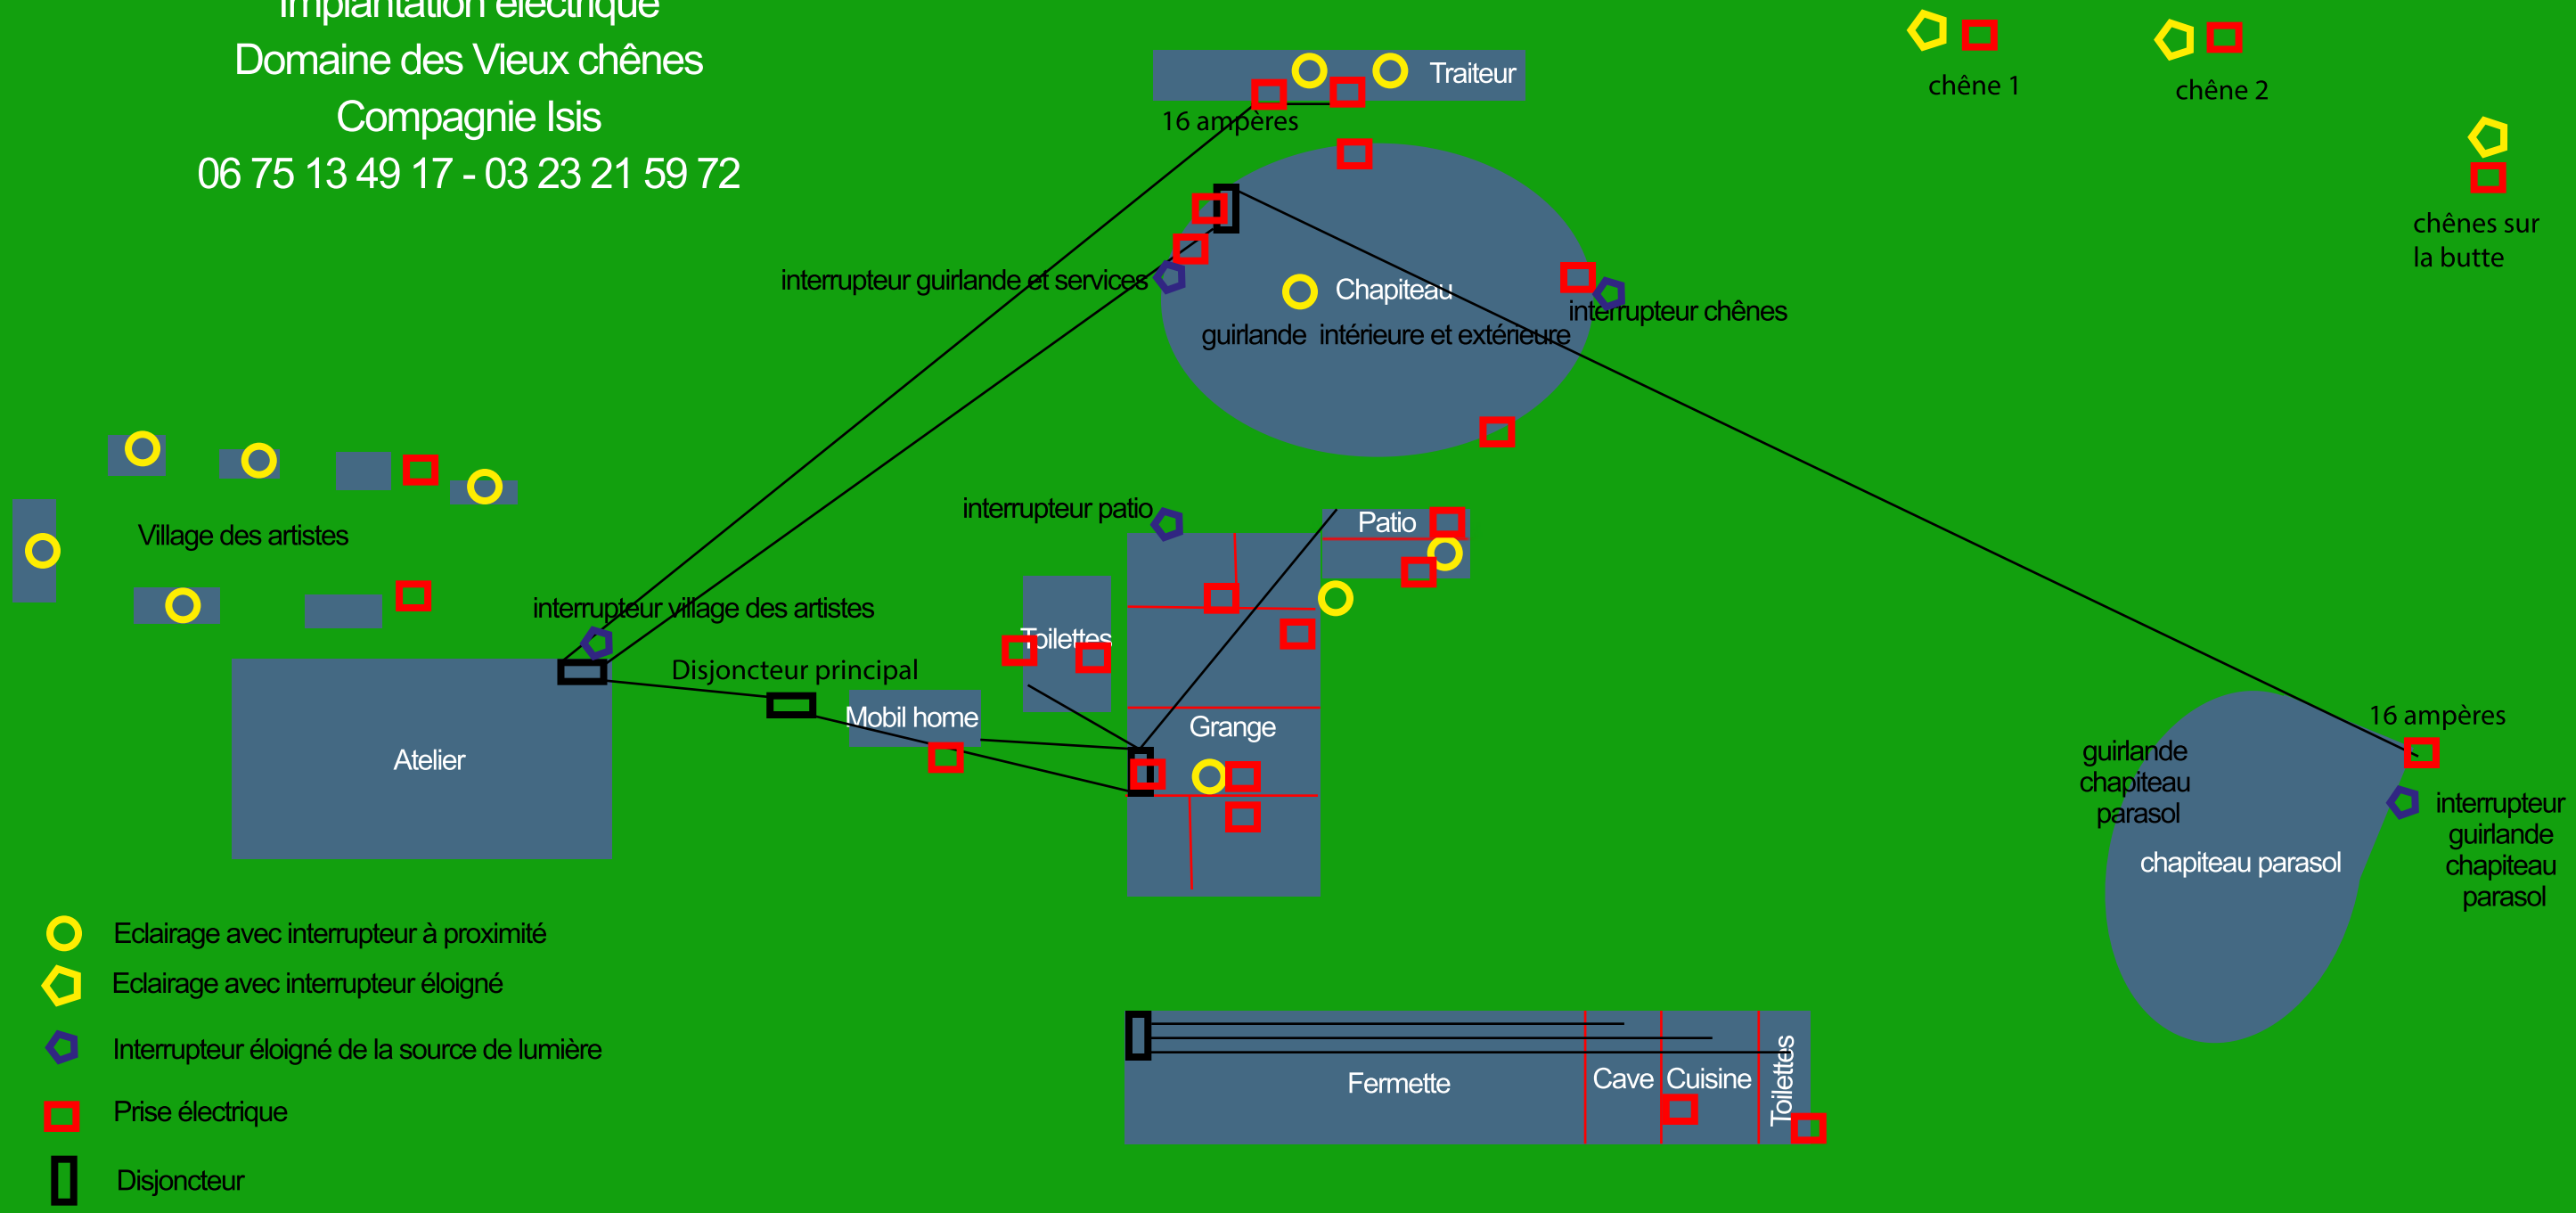 Implantation électrique
Domaine des Vieux chênes
Compagnie Isis
06 75 13 49 17 - 03 23 21 59 72
Traiteur
16 ampères
chêne 1
chêne 2
chênes sur
la butte
interrupteur guirlande et services
Chapiteau
guirlande intérieure et extérieure
interrupteur chênes
Village des artistes
interrupteur patio
Patio
interrupteur village des artistes
Toilettes
Disjoncteur principal
Mobil home
Grange
Atelier
16 ampères
guirlande
chapiteau
parasol
chapiteau parasol
interrupteur
guirlande
chapiteau
parasol
Eclairage avec interrupteur à proximité
Eclairage avec interrupteur éloigné
Interrupteur éloigné de la source de lumière
Prise électrique
Disjoncteur
Fermette
Cave
Cuisine
Toilettes